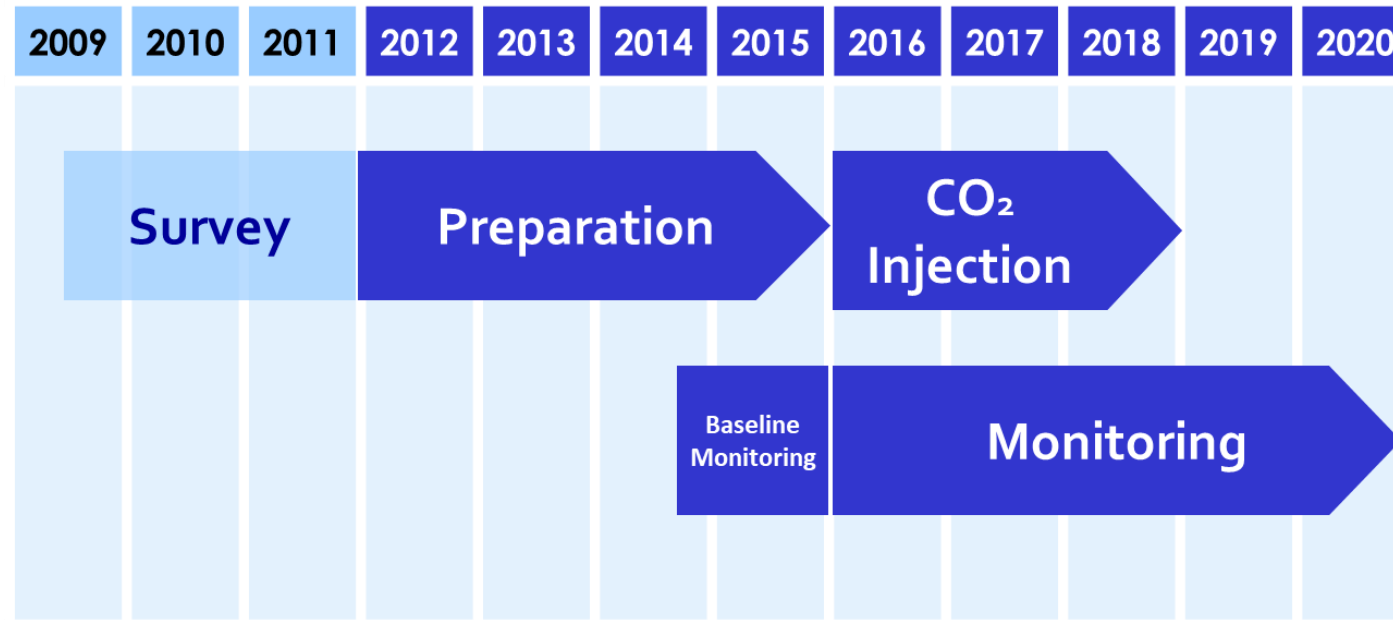 2009 2010 2011 2012 2013 2014 2015 2016 2017 2018 2019 2020
Survey
Preparation
CO₂
Injection
Baseline
Monitoring
Monitoring